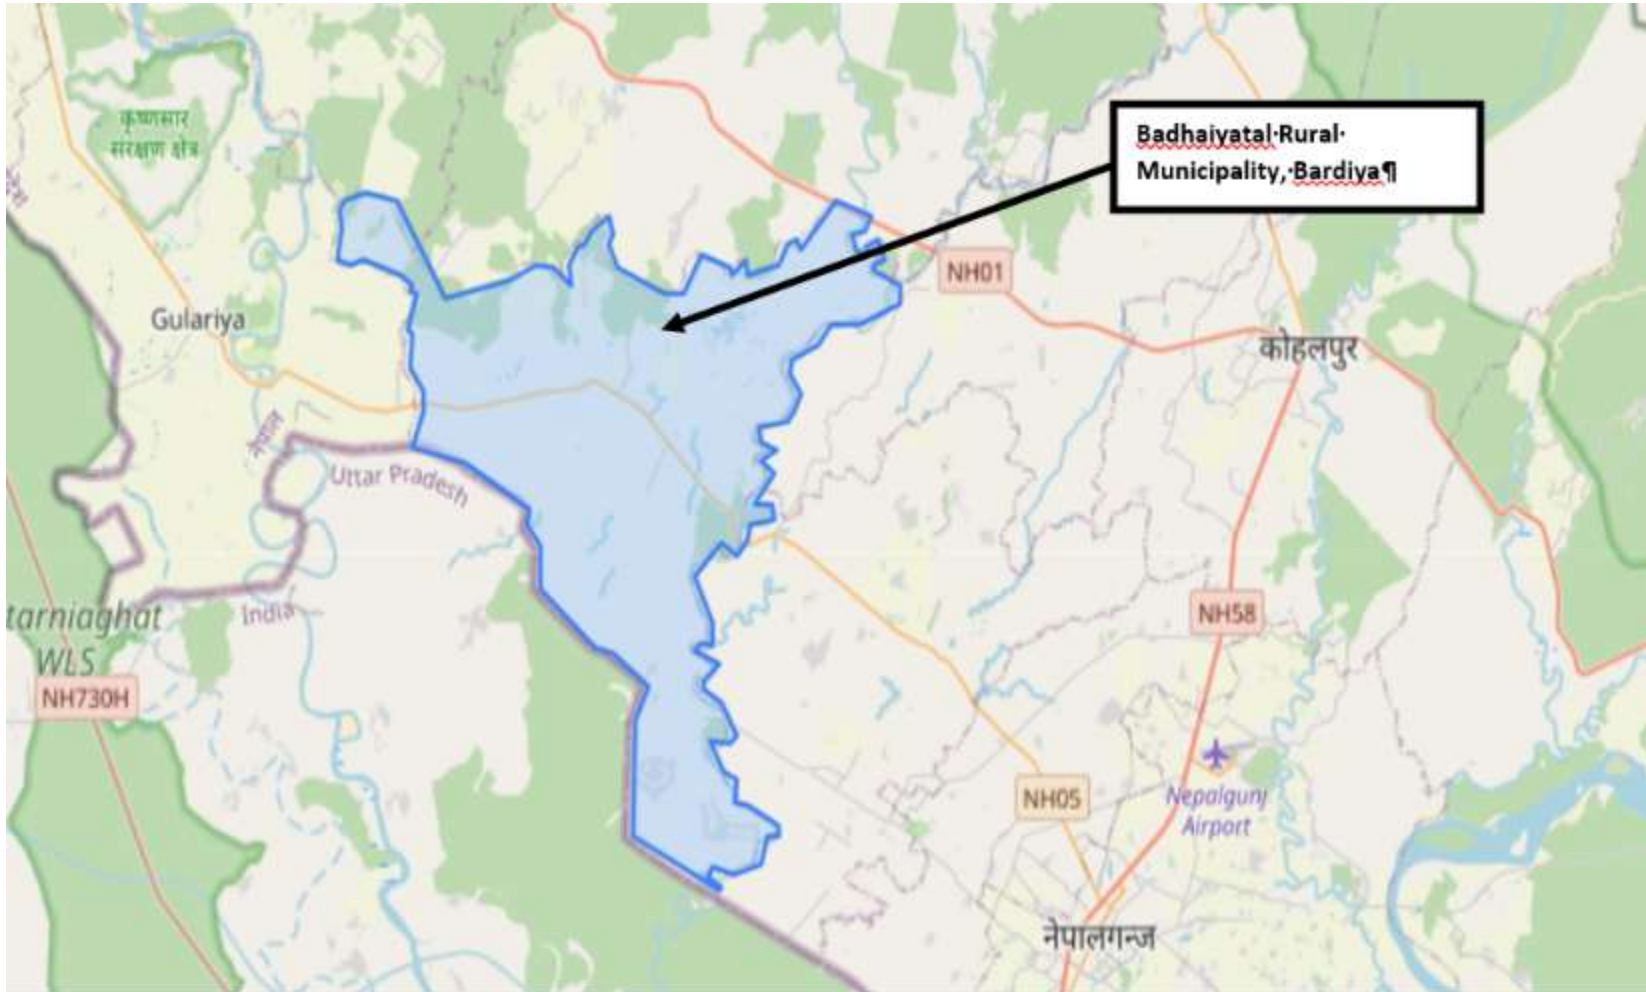 कृष्णसार
संरक्षण क्षेत्र
Badhaiyatal·Rural·
Municipality,·Bardiya¶
NH01
Gulariya
कोहलपुर
नेपाल
Uttar Pradesh
India
tarniaghat
WLS
NH58
NH730H
NH05
Nepalgunj
Airport
नेपालगन्ज